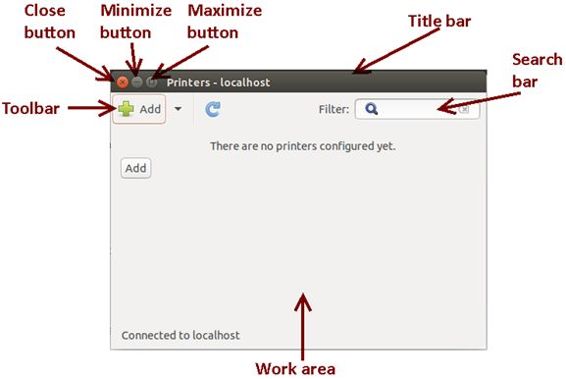 Close button
Minimize button
Maximize button
Title bar
Search bar
Printers - localhost
Toolbar
Add
Filter:
There are no printers configured yet.
Add
Connected to localhost
Work area